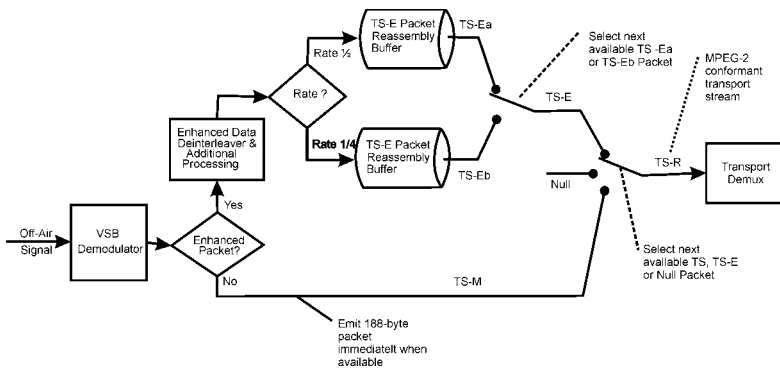 TS-E Packet
Reassembly
Buffer
TS-Ea
Select next
available TS -Ea
or TS-Eb Packet
MPEG-2
conformant
transport
stream
Rate ½
Rate ?
TS-E
Enhanced Data
Deinterleaver &
Additional
Processing
Rate 1/4
TS-E Packet
Reassembly
Buffer
TS-Eb
Null
TS-R
Transport
Demux
Yes
Off-Air
Signal
VSB
Demodulator
Enhanced
Packet?
No
TS-M
Select next
available TS, TS-E
or Null Packet
Emit 188-byte
packet
immediatelt when
available